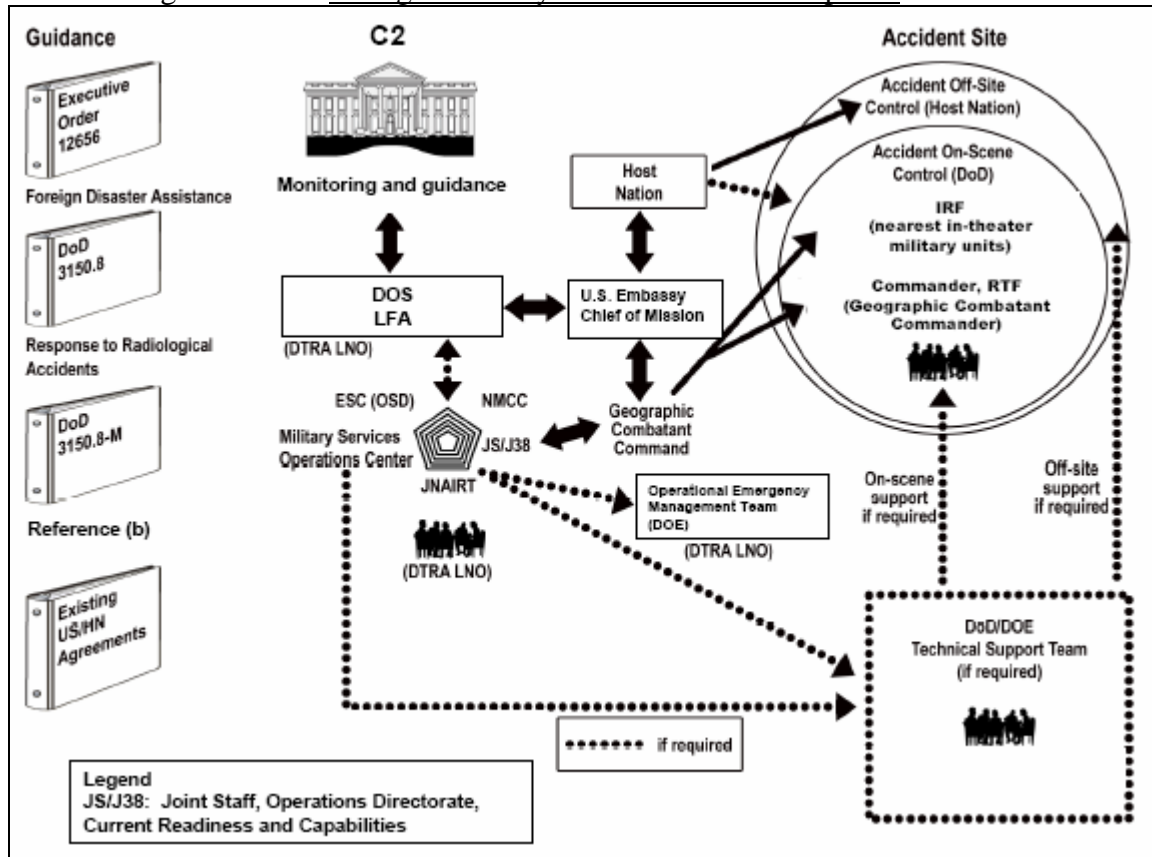 Guidance
Executive
Order
12656
Foreign Disaster Assistance
DoD
3150.8
Response to Radiological
Accidents
DoD
3150.8-M
Reference (b)
Existing
US/HN
Agreements
C2
Monitoring and guidance
DOS
LFA
(DTRA LNO)
ESC (OSD)
NMCC
Military Services
Operations Center
JS/J38
JNAIRT
(DTRA LNO)
Host
Nation
U.S. Embassy
Chief of Mission
Geographic
Combatant
Command
Operational Emergency
Management Team
(DOE)
(DTRA LNO)
Accident Site
Accident Off-Site
Control (Host Nation)
Accident On-Scene
Control (DoD)
IRF
(nearest in-theater
military units)
Commander, RTF
(Geographic Combatant
Commander)
On-scene
support
if required
Off-site
support
if required
DoD/DOE
Technical Support Team
(if required)
if required
Legend
JS/J38: Joint Staff, Operations Directorate,
Current Readiness and Capabilities